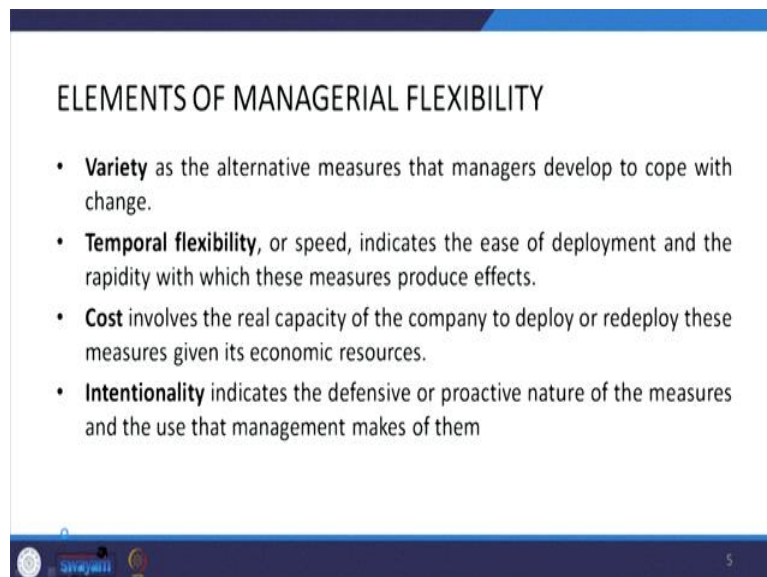 ELEMENTS OF MANAGERIAL FLEXIBILITY
• Variety as the alternative measures that managers develop to cope with
change.
• Temporal flexibility, or speed, indicates the ease of deployment and the
rapidity with which these measures produce effects.
• Cost involves the real capacity of the company to deploy or redeploy these
measures given its economic resources.
• Intentionality indicates the defensive or proactive nature of the measures
and the use that management makes of them
swayam
5